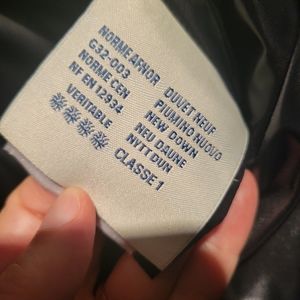 NORME AFNOR
G32-003
NORME CEN
NF EN 12934
VERITABLE
DUVET NEUF
PIUMINO NUOVO
NEW DOWN
NEU DAUNE
NYTT DUN
CLASSE 1